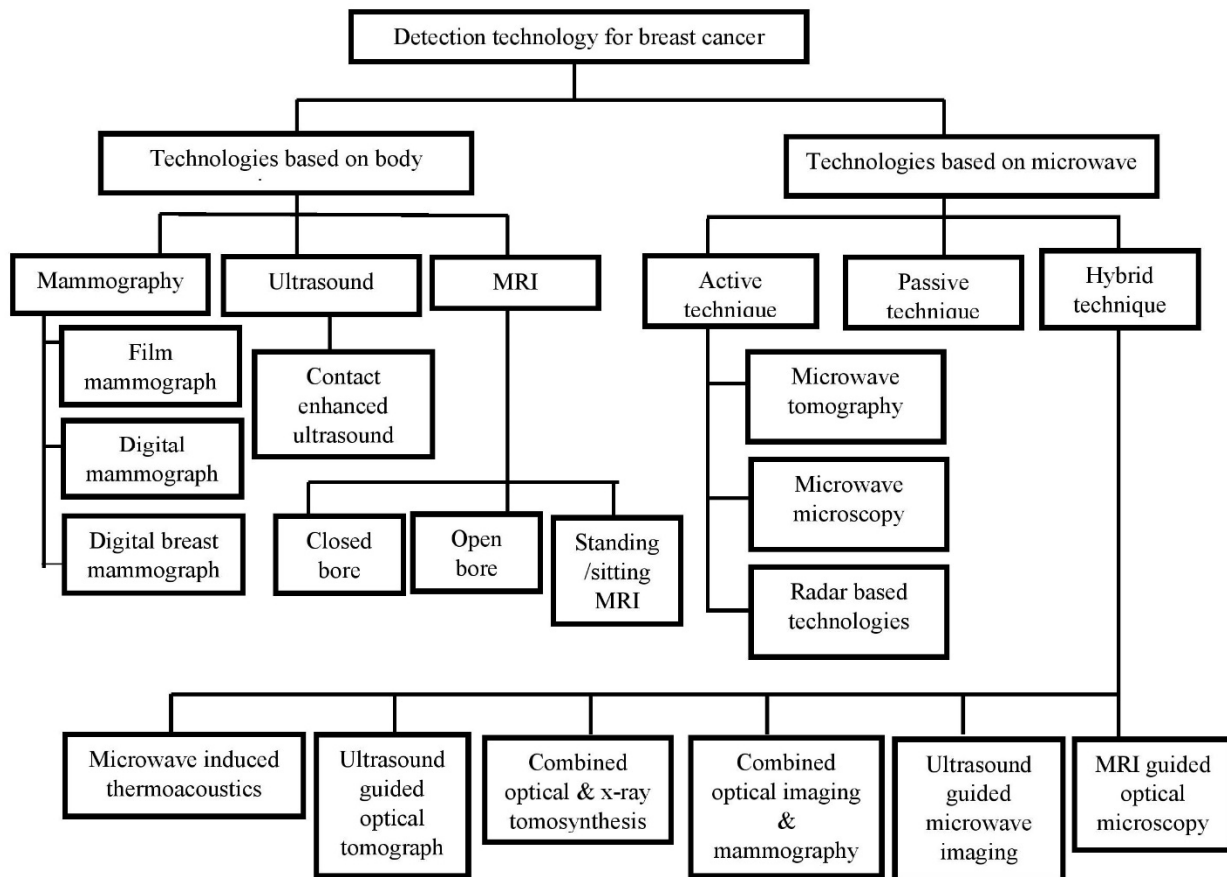 Detection technology for breast cancer
Technologies based on body
Technologies based on microwave
Mammography
Ultrasound
MRI
Active
technique
Passive
technique
Hybrid
technique
Film
mammograph
Digital
mammograph
Digital breast
mammograph
Contact
enhanced
ultrasound
Closed
bore
Open
bore
Standing
/sitting
MRI
Microwave
tomography
Microwave
microscopy
Radar based
technologies
Microwave induced
thermoacoustics
Ultrasound
guided
optical
tomograph
Combined
optical & x-ray
tomosynthesis
Combined
optical imaging
&
mammography
Ultrasound
guided
microwave
imaging
MRI guided
optical
microscopy